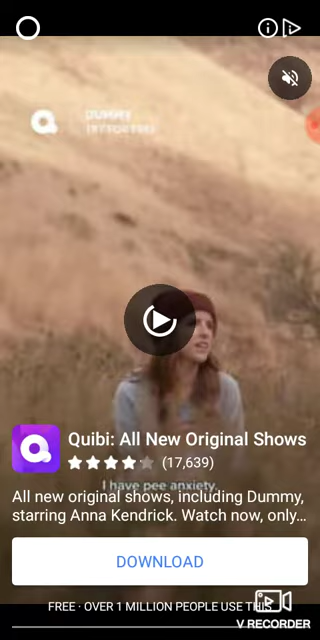 DUMMY
I have pee anxiety.
Quibi: All New Original Shows
(17,639)
All new original shows, including Dummy,
starring Anna Kendrick. Watch now, only...
DOWNLOAD
FREE · OVER 1 MILLION PEOPLE USE THIS
V RECORDER